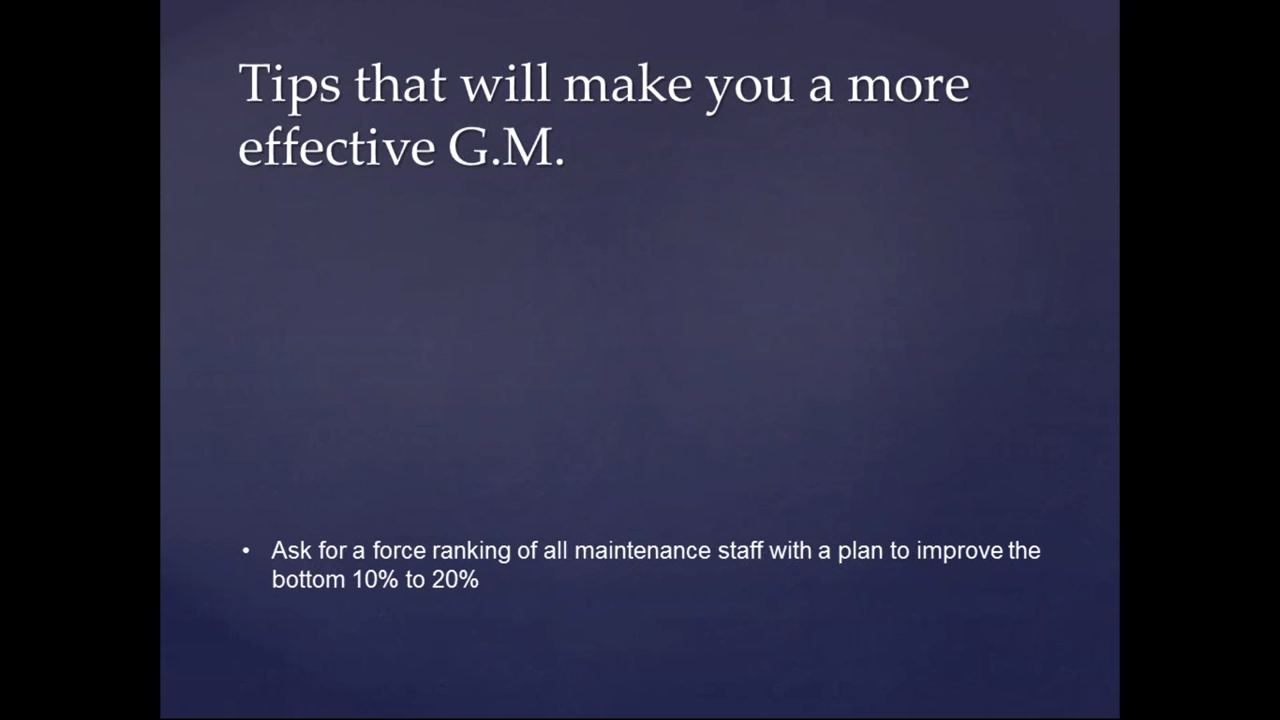 Tips that will make you a more
effective G.M.
• Ask for a force ranking of all maintenance staff with a plan to improve the
bottom 10% to 20%